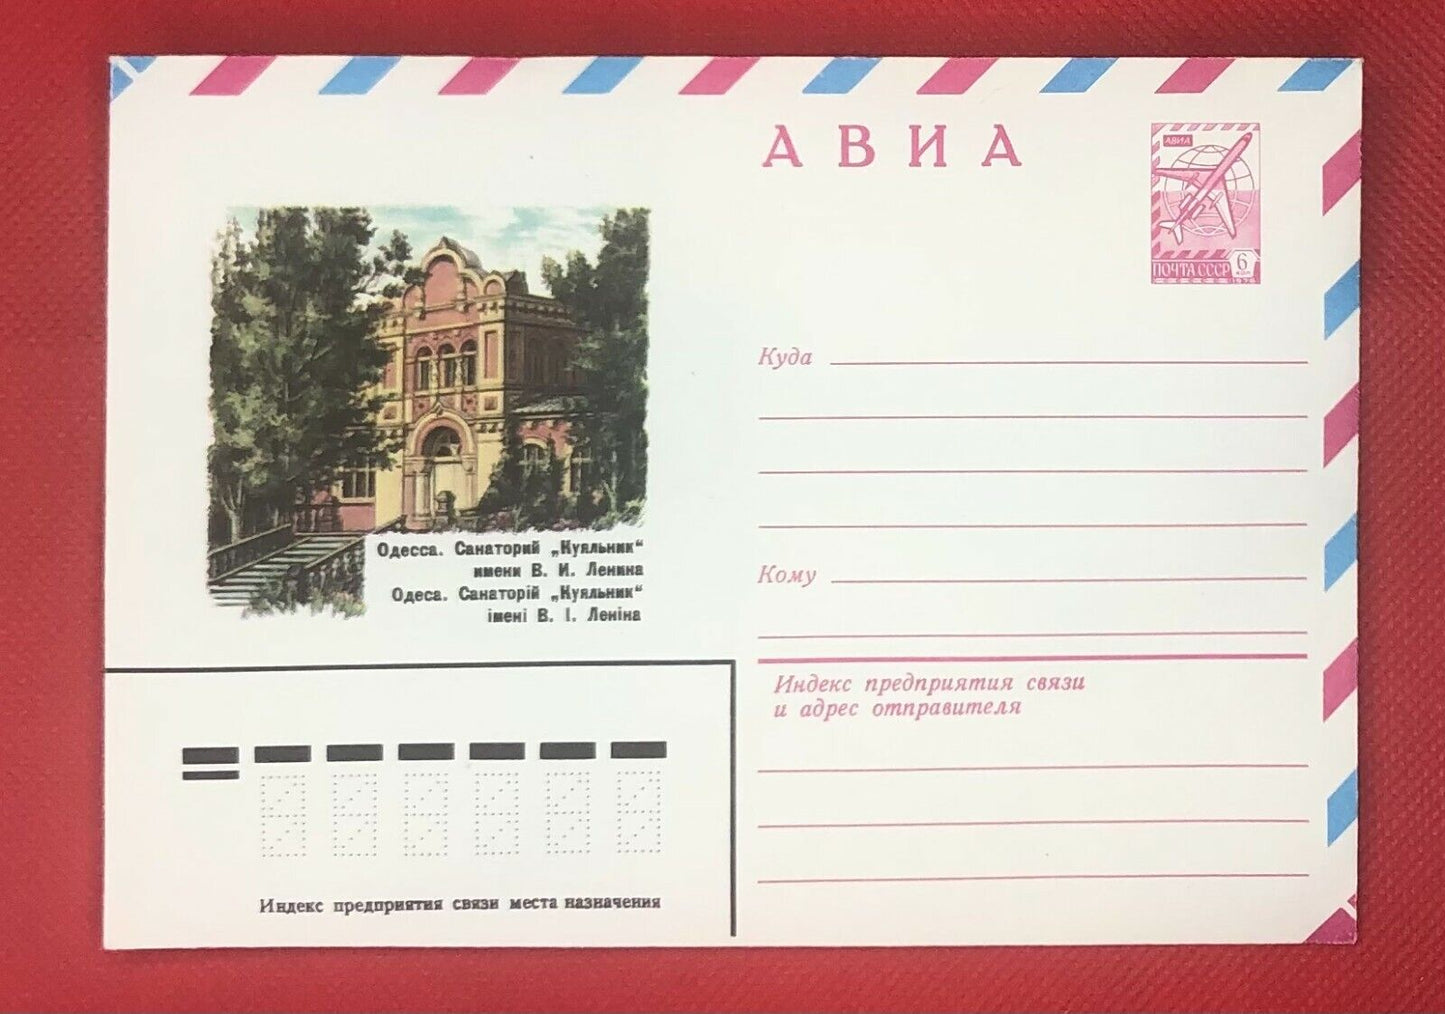 АВИА
АВИА
ПОЧТА СССР 6 КОП
1978
Одесса. Санаторий „Куяльник“
имени В. И. Ленина
Одеса. Санаторій „Куяльник“
імені В. І. Леніна
Куда
Кому
Индекс предприятия связи
и адрес отправителя
Индекс предприятия связи места назначения